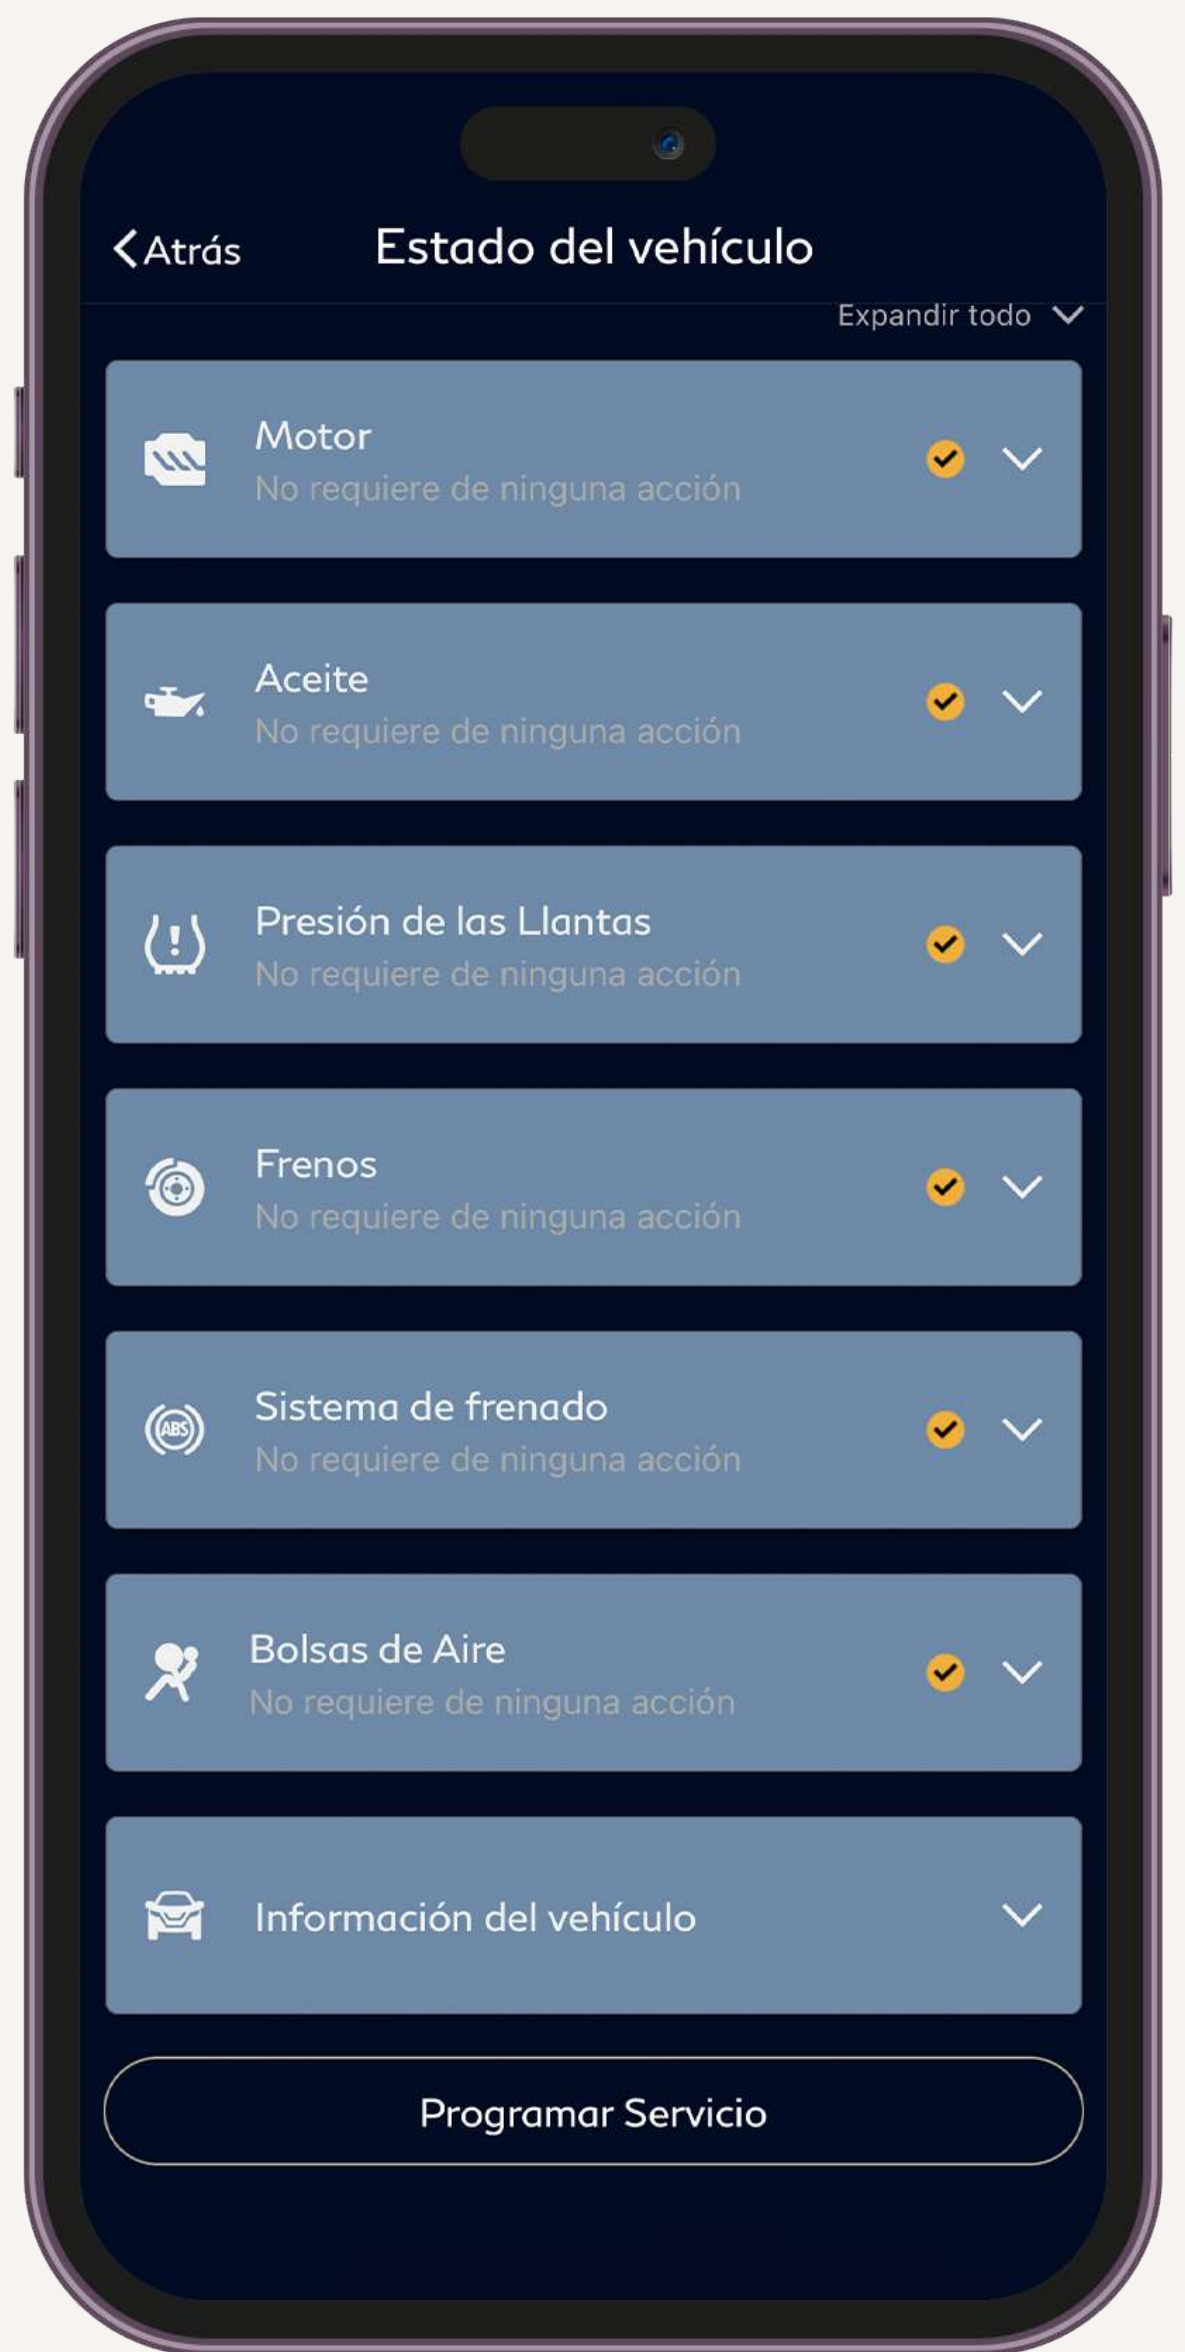 Atrás
Estado del vehículo
Expandir todo
Motor
No requiere de ninguna acción
Aceite
No requiere de ninguna acción
Presión de las Llantas
No requiere de ninguna acción
Frenos
No requiere de ninguna acción
ABS
Sistema de frenado
No requiere de ninguna acción
Bolsas de Aire
No requiere de ninguna acción
Información del vehículo
Programar Servicio